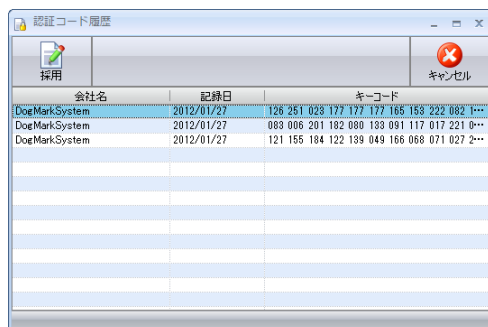 認証コード履歴
採用
キャンセル
会社名 記録日 キーコード
DogMarkSystem 2012/01/27 126 251 023 177 177 177 165 153 222 082 1…
DogMarkSystem 2012/01/27 083 006 201 182 080 133 091 117 017 221 0…
DogMarkSystem 2012/01/27 121 155 184 122 139 049 166 068 071 027 2…